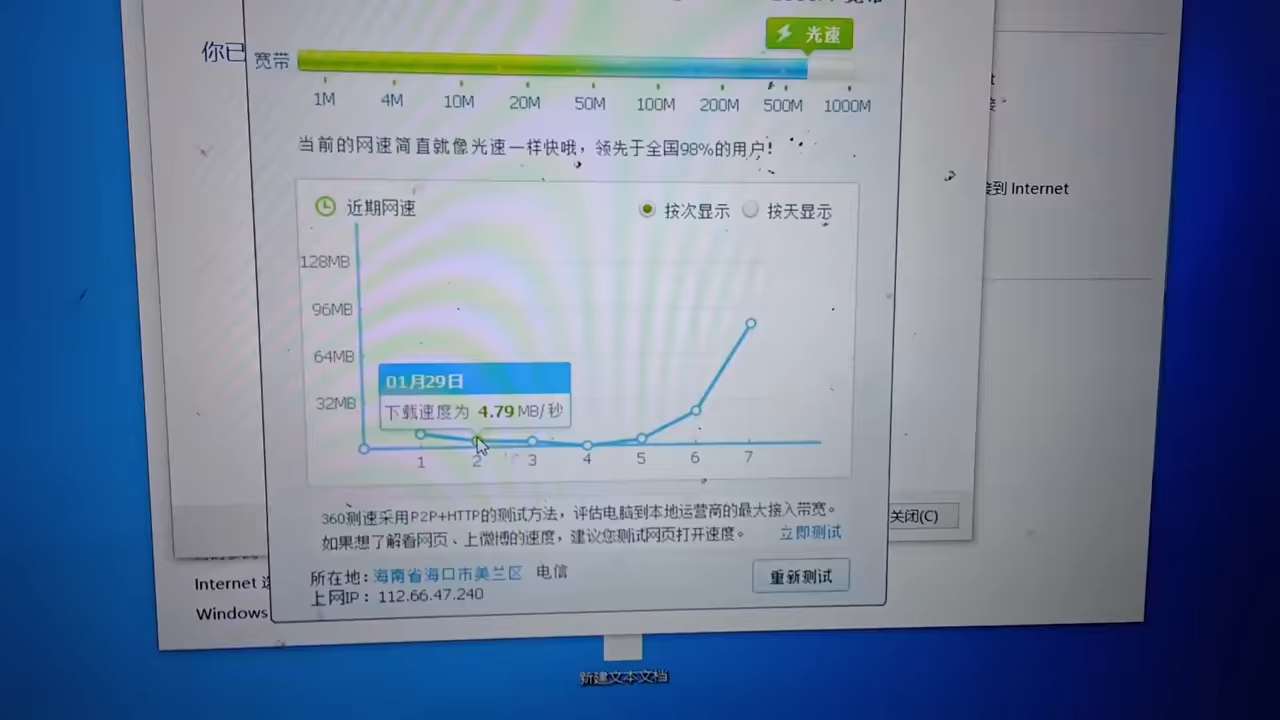 光速
你已
宽带
1M 4M 10M 20M 50M 100M 200M 500M 1000M
当前的网速简直就像光速一样快哦，领先于全国98%的用户！
接到 Internet
近期网速
按次显示 按天显示
128MB
96MB
64MB
32MB
01月29日
下载速度为 4.79 MB/秒
1 2 3 4 5 6 7
360测速采用P2P+HTTP的测试方法，评估电脑到本地运营商的最大接入带宽。
如果想了解看网页、上微博的速度，建议您测试网页打开速度。 立即测试
关闭(C)
所在地：海南省海口市美兰区 电信
上网IP：112.66.47.240
重新测试
Internet 选
Windows
新建文本文档